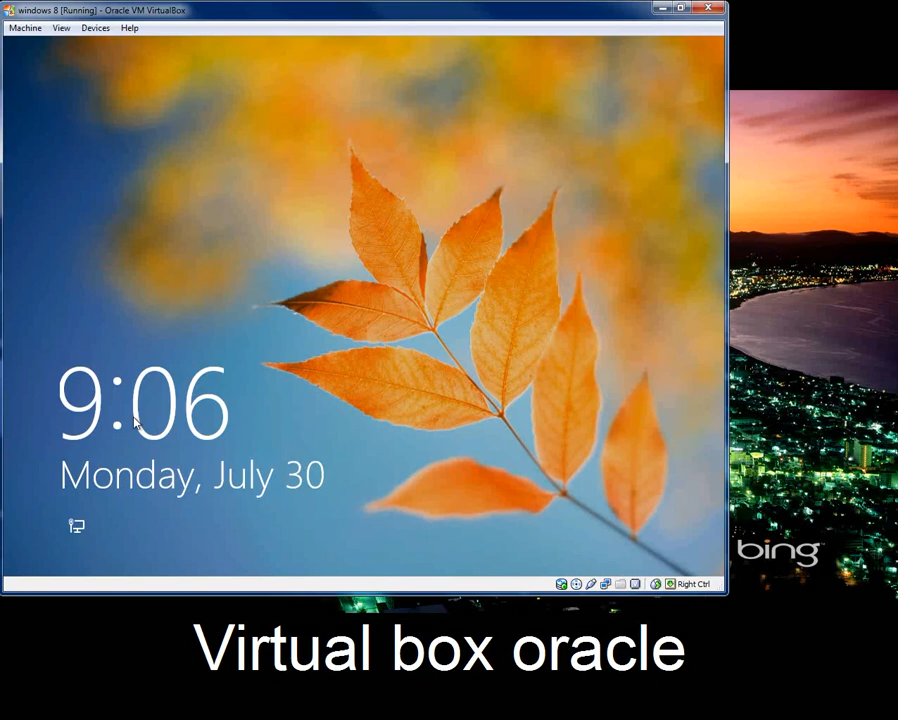 windows 8 [Running] - Oracle VM VirtualBox
Machine View Devices Help
9:06
Monday, July 30
bing
Right Ctrl
Virtual box oracle